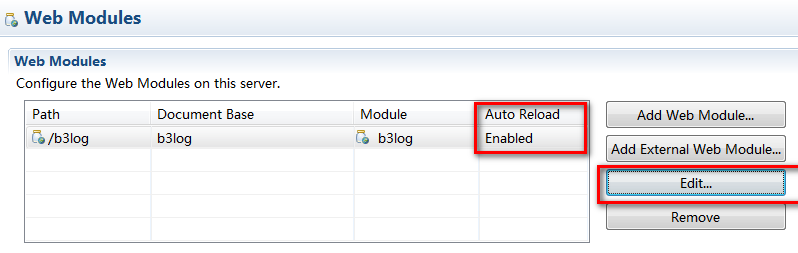 Web Modules
Web Modules
Configure the Web Modules on this server.
Path Document Base Module Auto Reload
/b3log b3log b3log Enabled
Add Web Module...
Add External Web Module...
Edit...
Remove